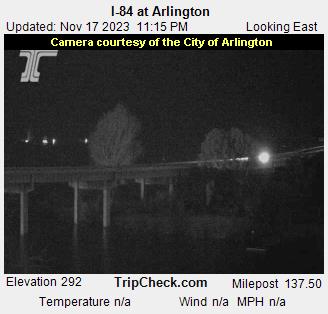 I-84 at Arlington
Updated: Nov 17 2023 11:15 PM Looking East
Camera courtesy of the City of Arlington
Elevation 292 TripCheck.com Milepost 137.50
Temperature n/a Wind n/a MPH n/a